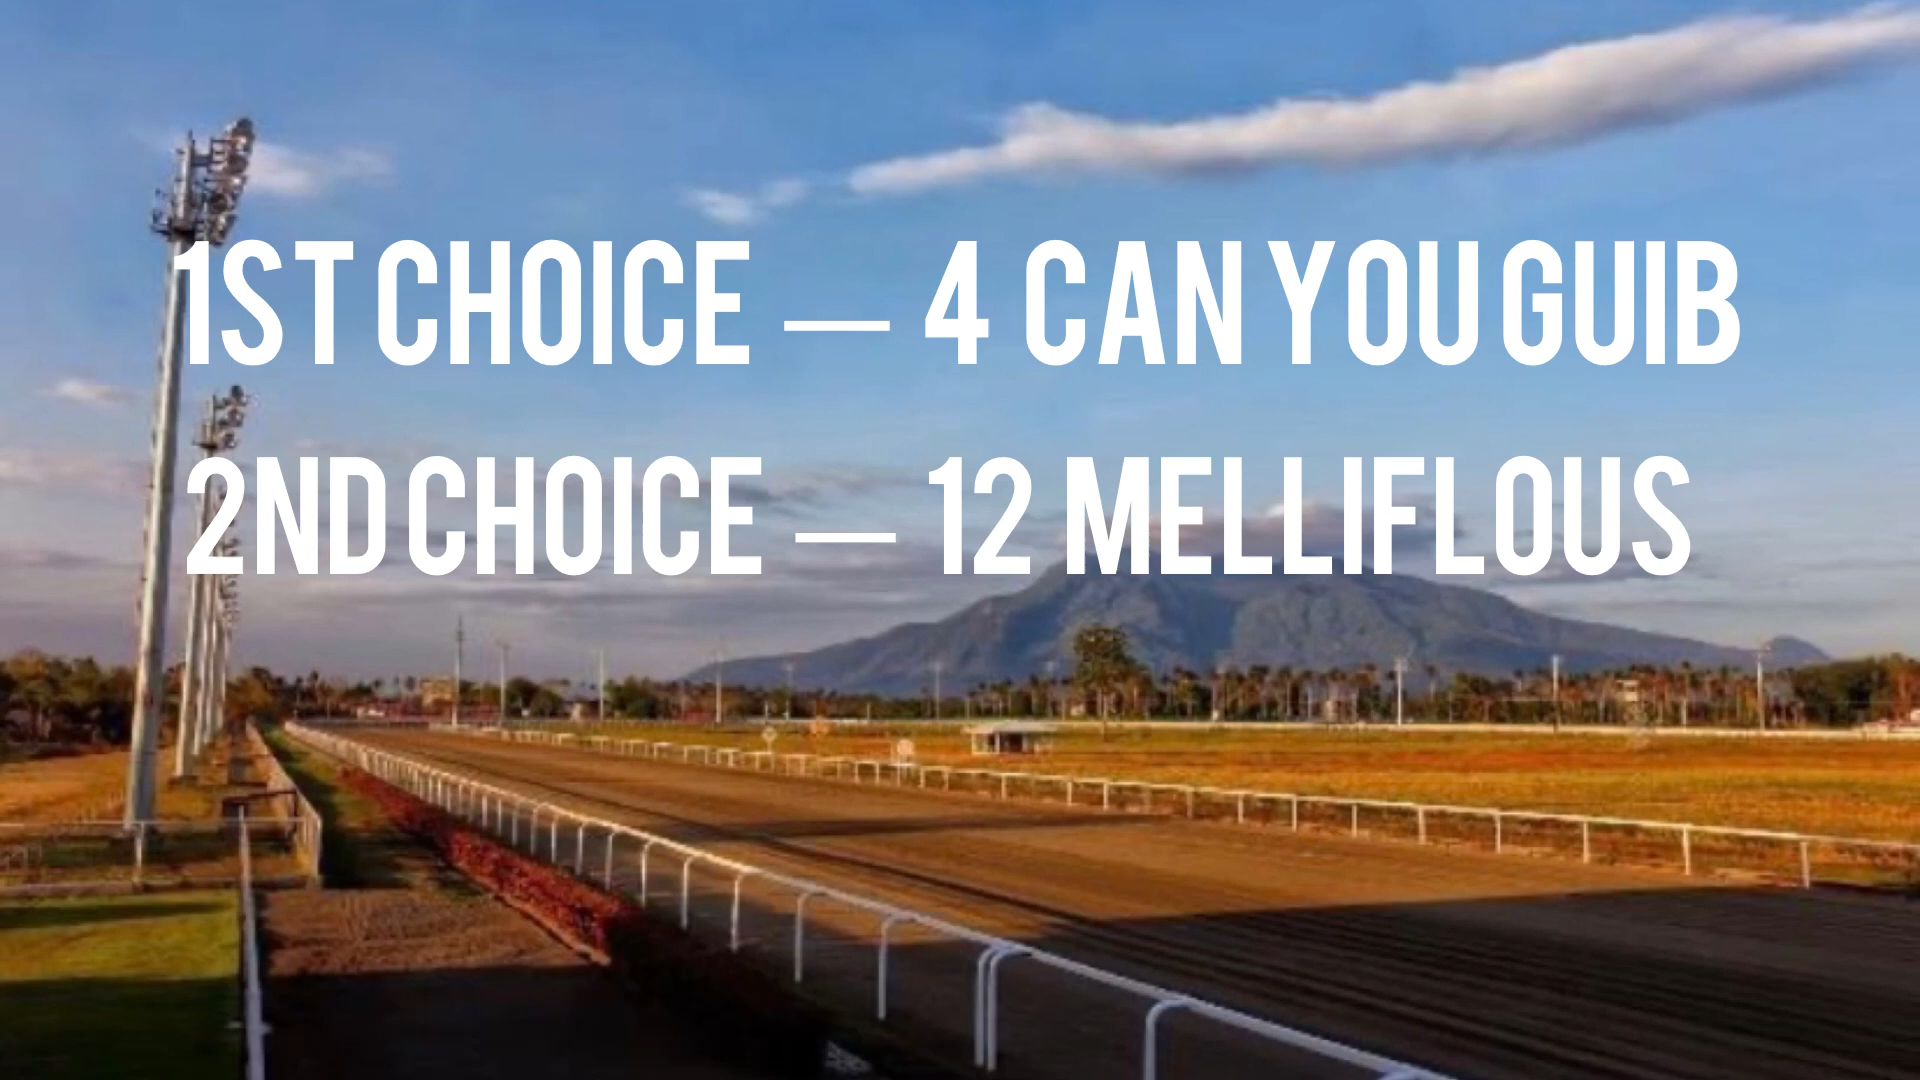 1ST CHOICE — 4 CAN YOU GUIB
2ND CHOICE — 12 MELLIFLOUS